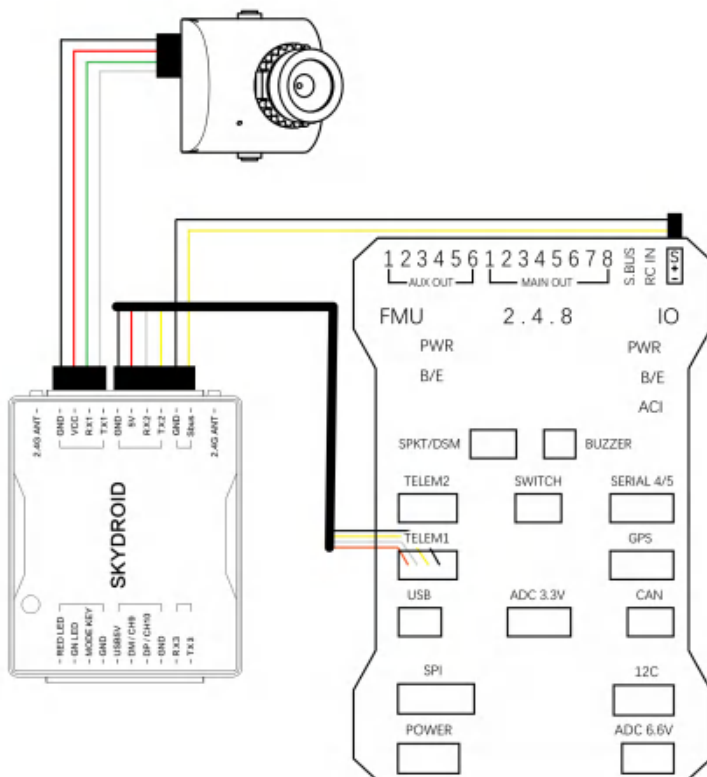 1 2 3 4 5 6 1 2 3 4 5 6 7 8
AUX OUT MAIN OUT
S.BUS
RC IN
S + -
FMU 2 . 4 . 8 IO
PWR PWR
B/E B/E
ACI
SPKT/DSM BUZZER
TELEM2 SWITCH SERIAL 4/5
TELEM1 GPS
USB ADC 3.3V CAN
SPI 12C
POWER ADC 6.6V
2.4G ANT -
GND -
VCC -
RX1 -
TX1 -
GND -
5V -
RX2 -
TX2 -
GND -
Sbus -
2.4G ANT -
SKYDROID
- RED LED
- GN LED
- MODE KEY
- GND
- USB5V
- DM / CH9
- DP / CH10
- GND
- RX3
- TX3